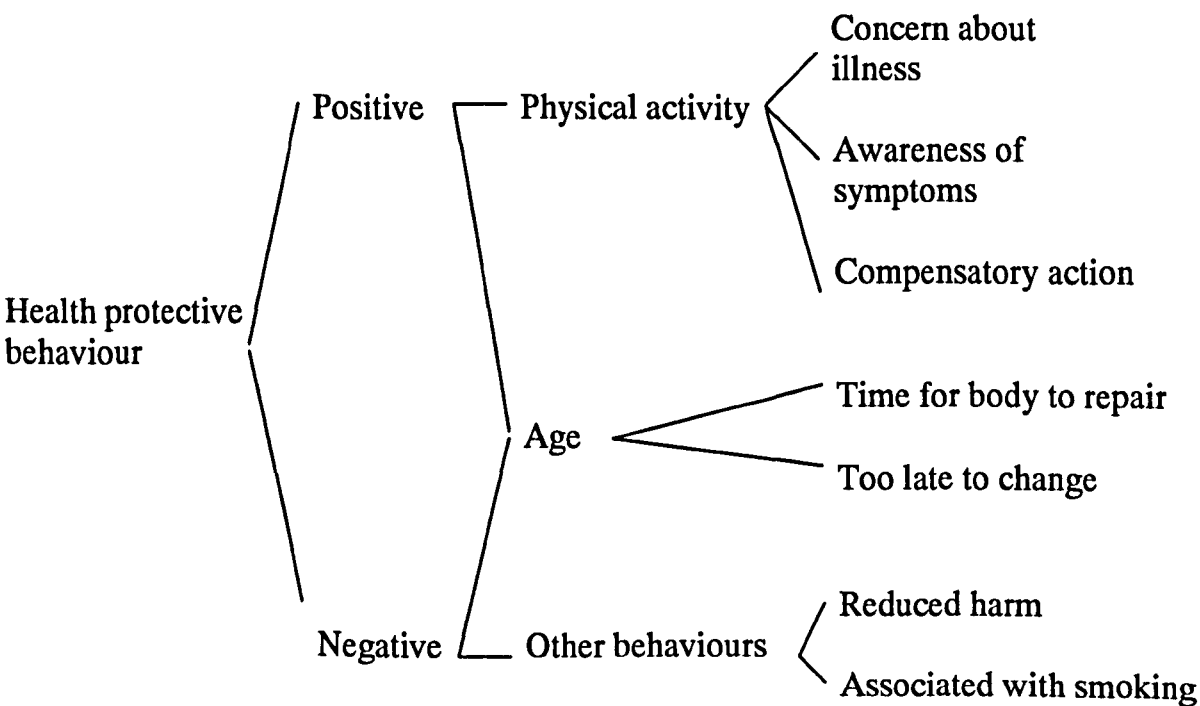 Concern about
illness
Positive
Physical activity
Awareness of
symptoms
Compensatory action
Health protective
behaviour
Time for body to repair
Age
Too late to change
Reduced harm
Negative
Other behaviours
Associated with smoking